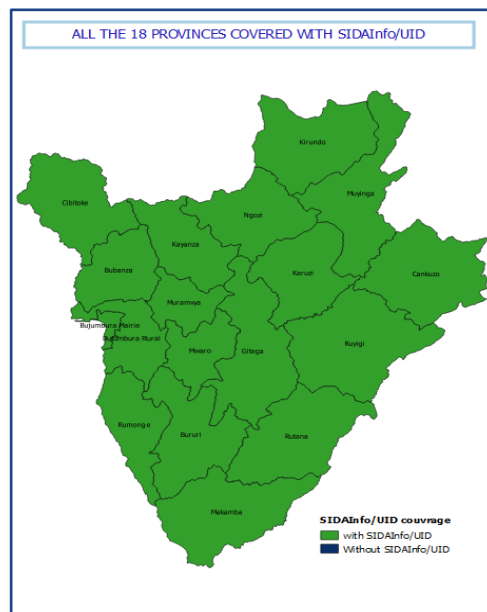 ALL THE 18 PROVINCES COVERED WITH SIDAInfo/UID
Kirundo
Muyinga
Cibitoke
Ngozi
Kayanza
Bubanza
Karuzi
Cankuzo
Muramvya
Bujumbura Mairie
Bujumbura Rural
Mwaro
Gitega
Ruyigi
Rumonge
Bururi
Rutana
Makamba
SIDAInfo/UID couvrage
with SIDAInfo/UID
Without SIDAInfo/UID